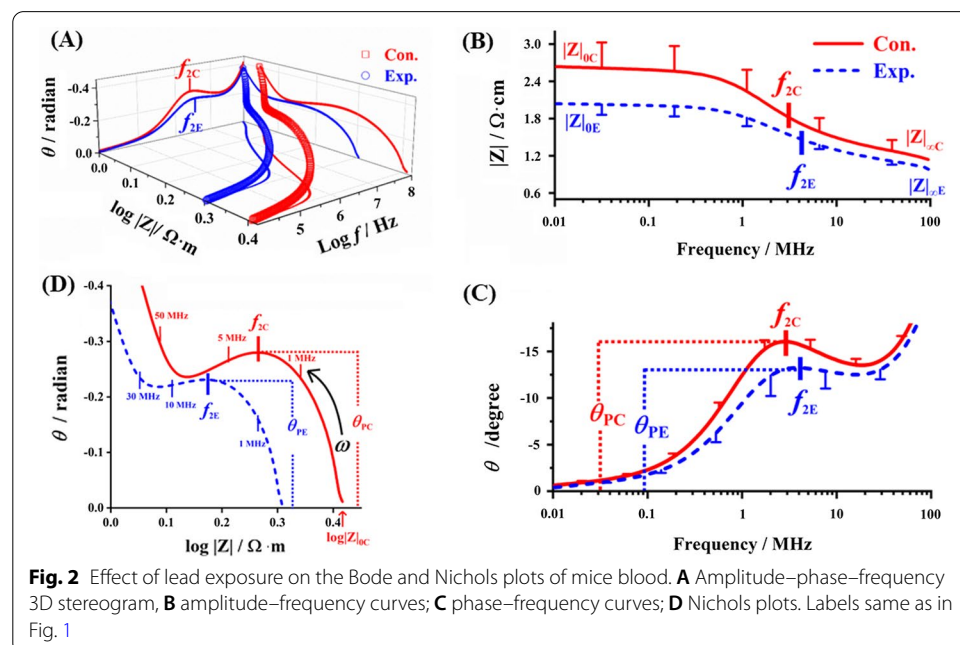 (A)
Con.
Exp.
f2C
f2E
-0.4
-0.2
0.0
θ / radian
0.0
0.1
0.2
0.3
0.4
log |Z|/ Ω·m
5
6
7
8
Log f / Hz
(B)
Con.
Exp.
3.0
2.4
1.8
1.2
0.6
|Z| / Ω·cm
|Z|0C
|Z|0E
f2C
f2E
|Z|∞C
|Z|∞E
0.01
0.1
1
10
100
Frequency / MHz
(D)
-0.4
-0.3
-0.2
-0.1
0.0
θ / radian
50 MHz
5 MHz
f2C
1 MHz
30 MHz
10 MHz
f2E
1 MHz
θPE
θPC
ω
0.0
0.1
0.2
0.3
0.4
log |Z| / Ω ·m
log|Z|0C
(C)
-15
-10
-5
0
θ /degree
f2C
f2E
θPC
θPE
0.01
0.1
1
10
100
Frequency / MHz
Fig. 2 Effect of lead exposure on the Bode and Nichols plots of mice blood. A Amplitude–phase–frequency
3D stereogram, B amplitude–frequency curves; C phase–frequency curves; D Nichols plots. Labels same as in
Fig. 1